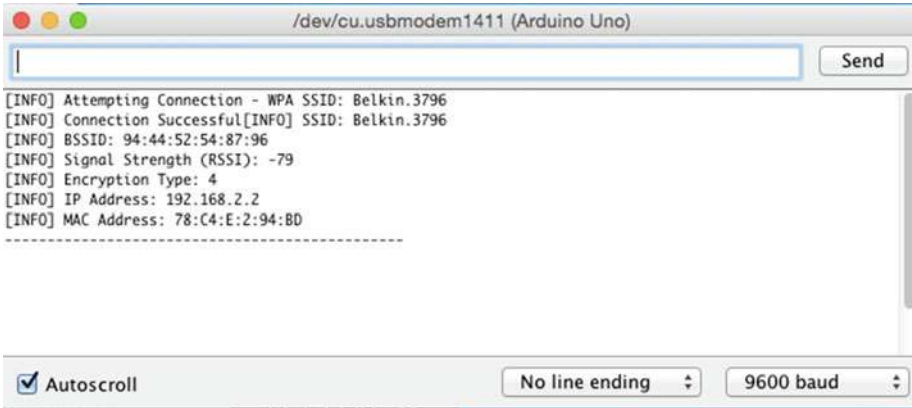 /dev/cu.usbmodem1411 (Arduino Uno)
Send
[INFO] Attempting Connection - WPA SSID: Belkin.3796
[INFO] Connection Successful[INFO] SSID: Belkin.3796
[INFO] BSSID: 94:44:52:54:87:96
[INFO] Signal Strength (RSSI): -79
[INFO] Encryption Type: 4
[INFO] IP Address: 192.168.2.2
[INFO] MAC Address: 78:C4:E:2:94:BD
------------------------------------------------
Autoscroll
No line ending
9600 baud